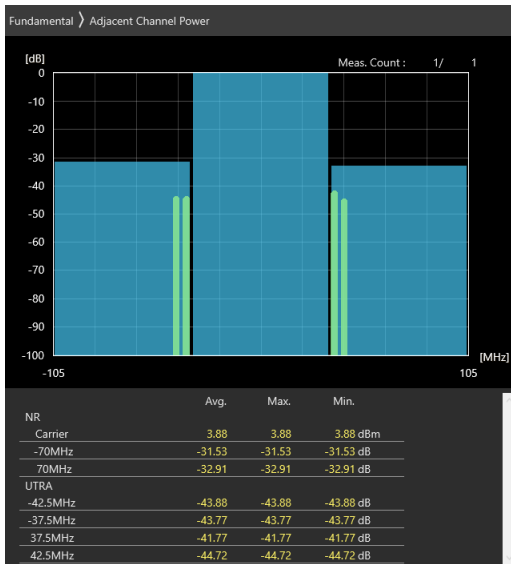 Fundamental 〉 Adjacent Channel Power
[dB]
Meas. Count : 1/ 1
0
-10
-20
-30
-40
-50
-60
-70
-80
-90
-100
[MHz]
-105 105
Avg. Max. Min.
NR
Carrier 3.88 3.88 3.88 dBm
-70MHz -31.53 -31.53 -31.53 dB
70MHz -32.91 -32.91 -32.91 dB
UTRA
-42.5MHz -43.88 -43.88 -43.88 dB
-37.5MHz -43.77 -43.77 -43.77 dB
37.5MHz -41.77 -41.77 -41.77 dB
42.5MHz -44.72 -44.72 -44.72 dB